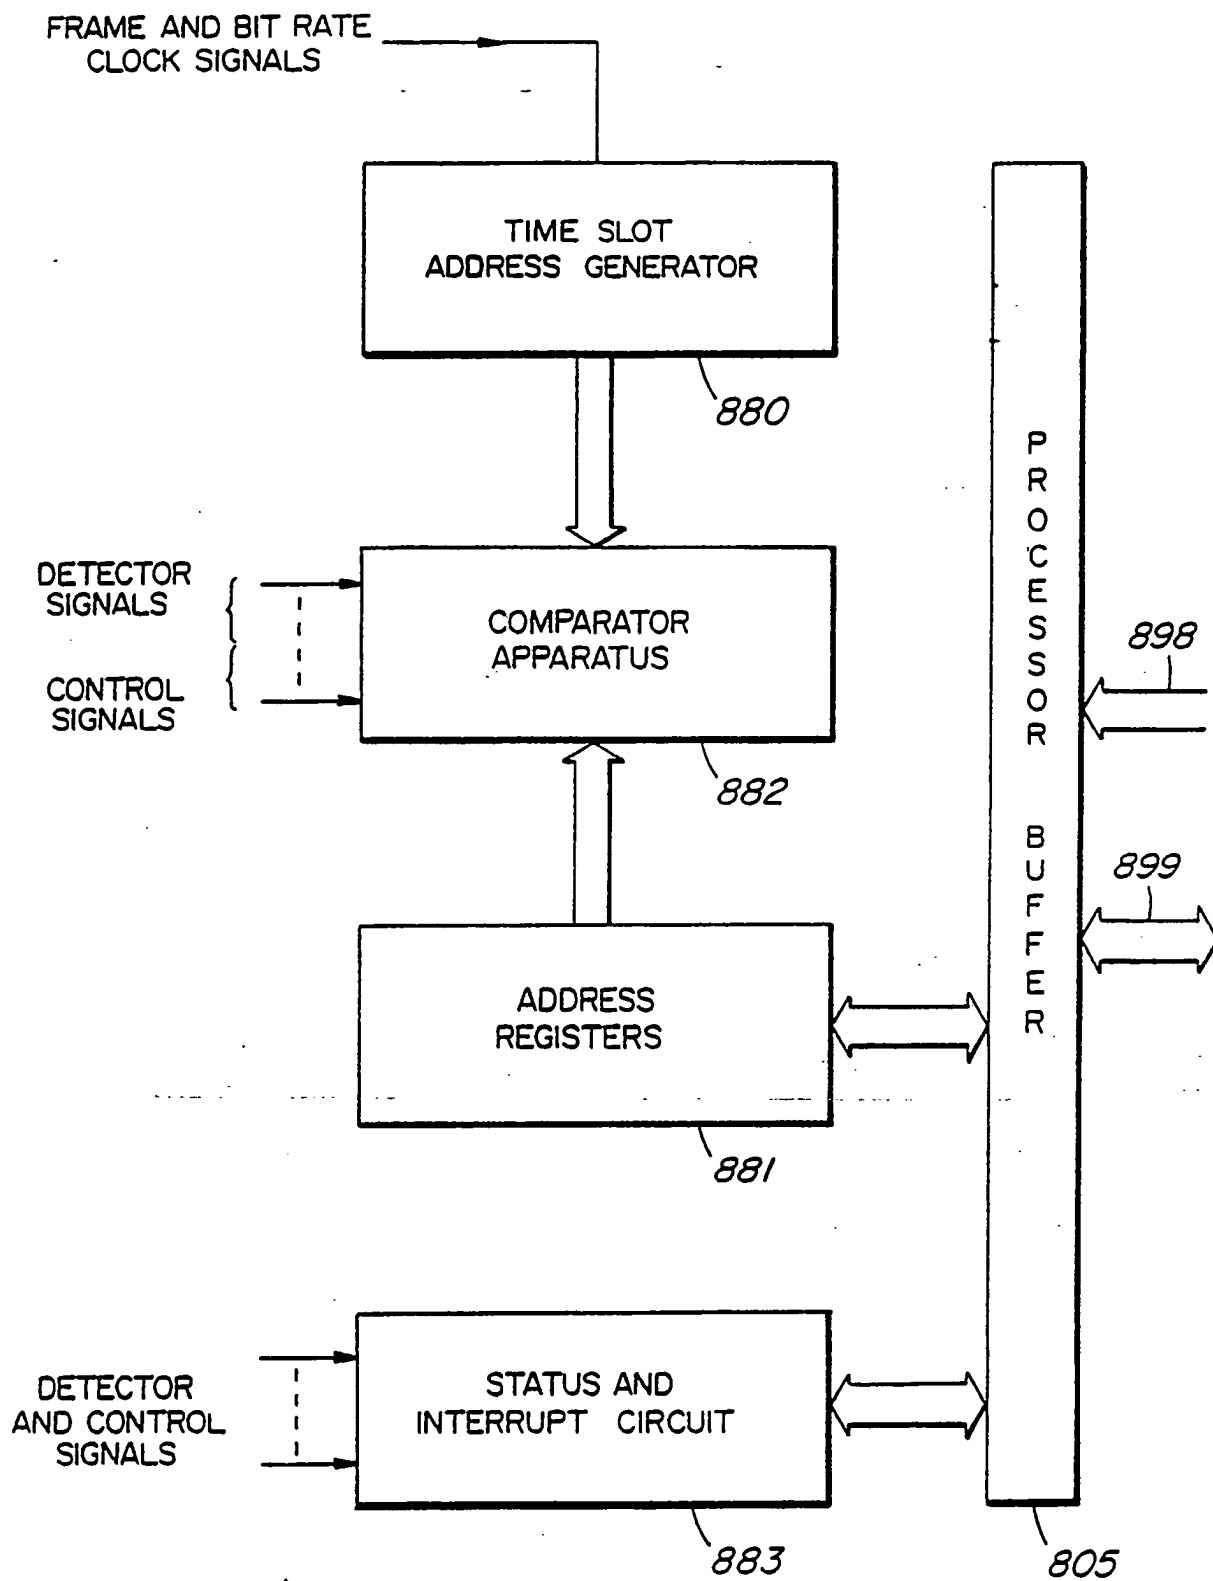 FRAME AND BIT RATE
CLOCK SIGNALS
TIME SLOT
ADDRESS GENERATOR
880
DETECTOR
SIGNALS
CONTROL
SIGNALS
COMPARATOR
APPARATUS
882
ADDRESS
REGISTERS
881
DETECTOR
AND CONTROL
SIGNALS
STATUS AND
INTERRUPT CIRCUIT
883
PROCESSOR BUFFER
898
899
805